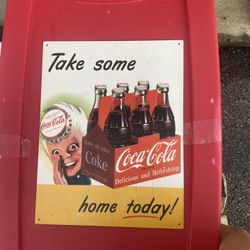 Take some
Coca-Cola
Coke
Coca-Cola
Delicious and Refreshing
home today!